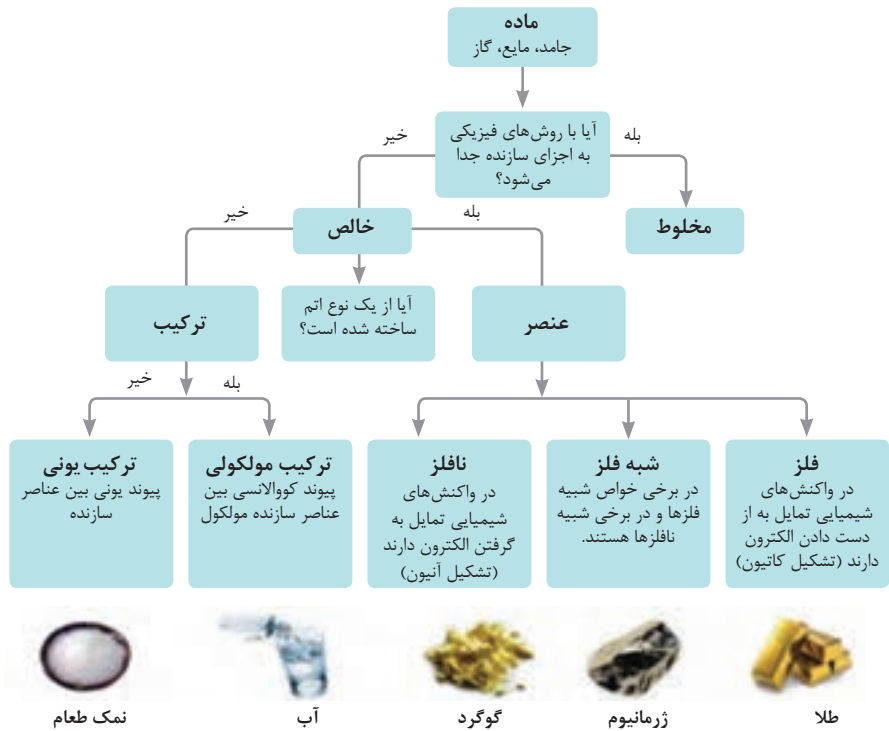 ماده
جامد، مایع، گاز
آیا با روش‌های فیزیکی
به اجزای سازنده جدا
می‌شود؟
بله
خیر
مخلوط
خالص
بله
خیر
آیا از یک نوع اتم
ساخته شده است؟
عنصر
ترکیب
بله
خیر
فلز
در واکنش‌های
شیمیایی تمایل به از
دست دادن الکترون
دارند (تشکیل کاتیون)
شبه فلز
در برخی خواص شبیه
فلزها و در برخی شبیه
نافلزها هستند.
نافلز
در واکنش‌های
شیمیایی تمایل به
گرفتن الکترون دارند
(تشکیل آنیون)
ترکیب مولکولی
پیوند کووالانسی بین
عناصر سازنده مولکول
ترکیب یونی
پیوند یونی بین عناصر
سازنده
طلا
ژرمانیوم
گوگرد
آب
نمک طعام